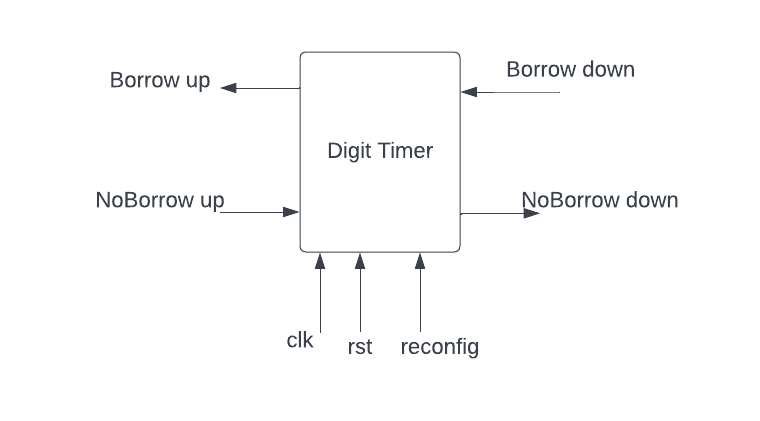 Borrow up
Borrow down
Digit Timer
NoBorrow up
NoBorrow down
clk
rst
reconfig